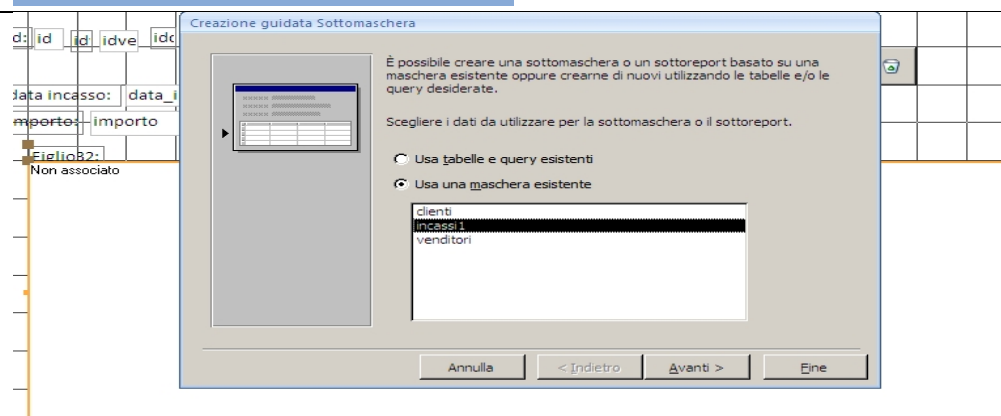 Creazione guidata Sottomaschera
d: id id idve idc
È possibile creare una sottomaschera o un sottoreport basato su una
maschera esistente oppure crearne di nuovi utilizzando le tabelle e/o le
query desiderate.
data incasso: data_i
Scegliere i dati da utilizzare per la sottomaschera o il sottoreport.
mporto: importo
Figlio32:
Non associato
Usa tabelle e query esistenti
Usa una maschera esistente
clienti
incassi1
venditori
Annulla
< Indietro
Avanti >
Fine